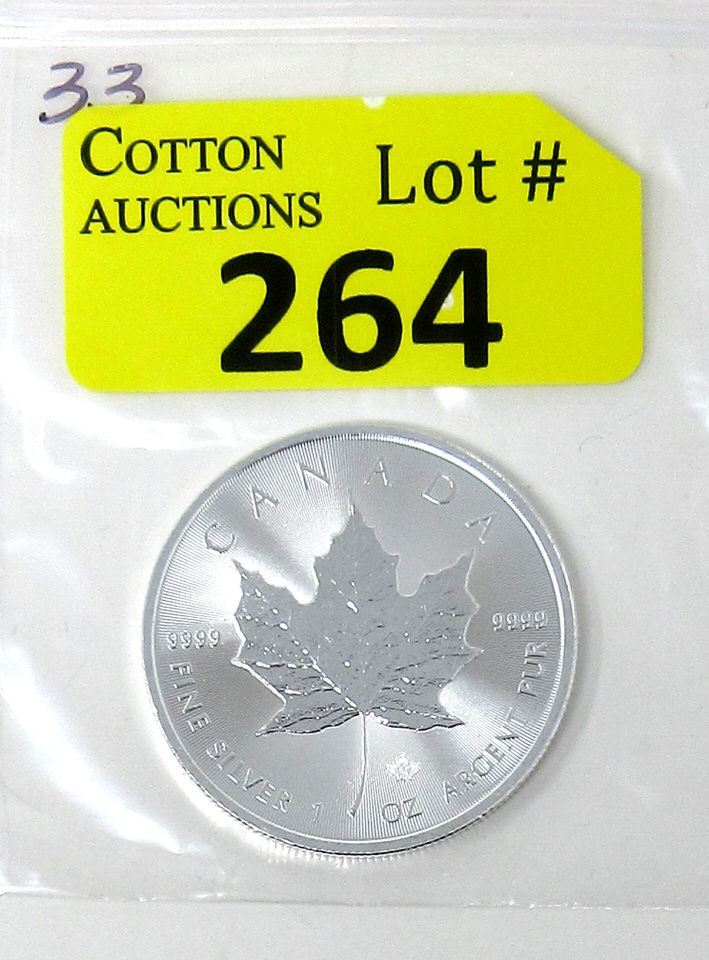 33
COTTON
AUCTIONS
Lot #
264
CANADA
9999
9999
FINE SILVER 1 OZ ARGENT PUR